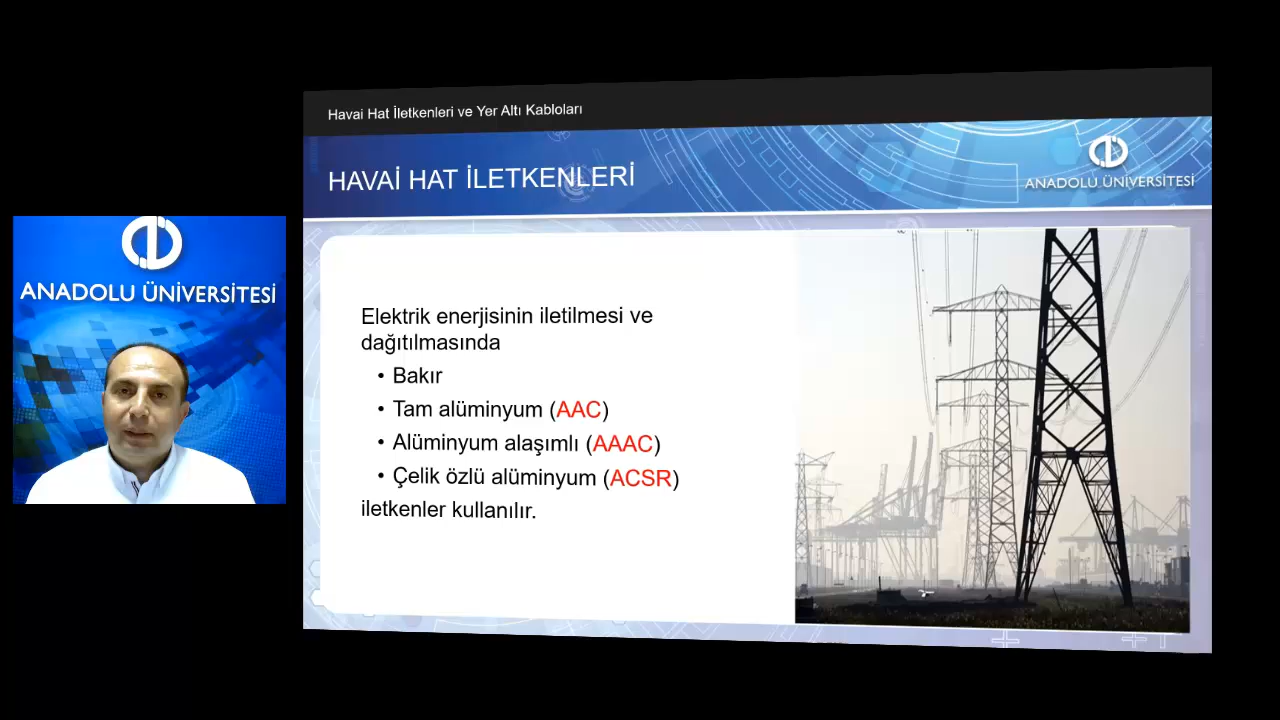 Havai Hat İletkenleri ve Yer Altı Kabloları
HAVAİ HAT İLETKENLERİ
ANADOLU ÜNİVERSİTESİ
ANADOLU ÜNİVERSİTESİ
Elektrik enerjisinin iletilmesi ve
dağıtılmasında
• Bakır
• Tam alüminyum (AAC)
• Alüminyum alaşımlı (AAAC)
• Çelik özlü alüminyum (ACSR)
iletkenler kullanılır.